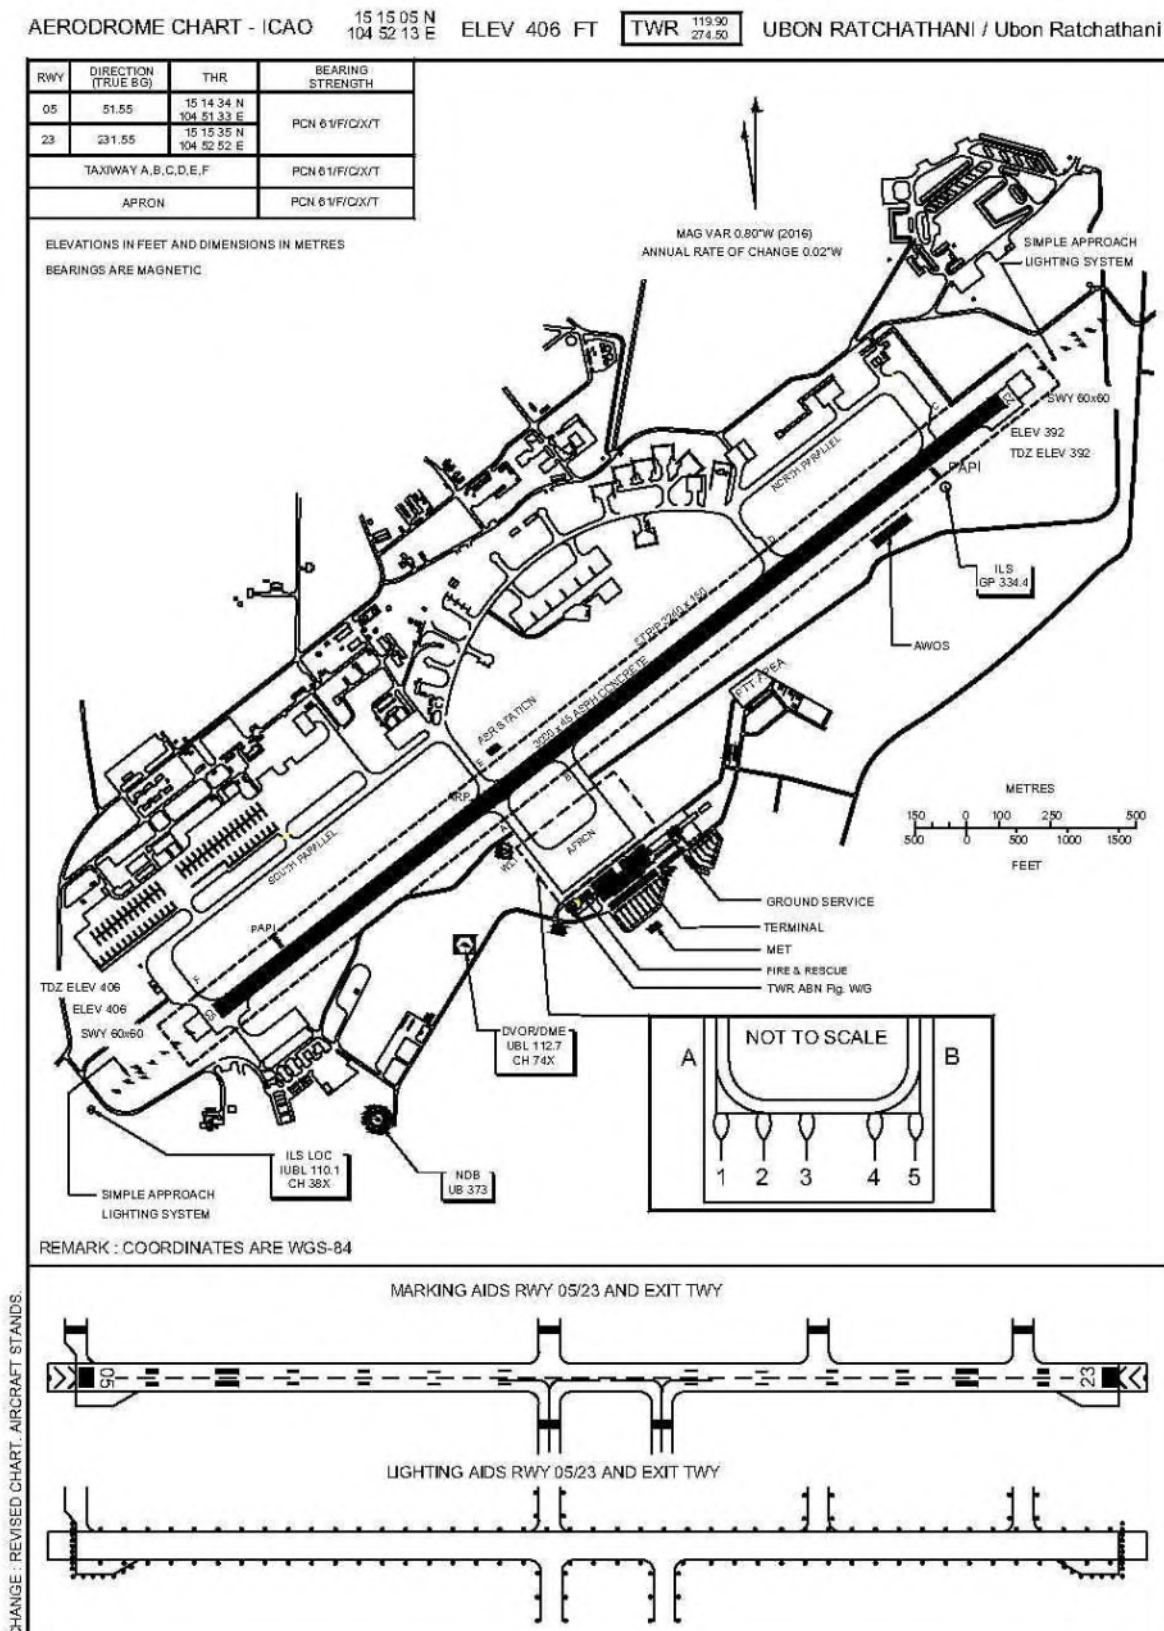 AERODROME CHART - ICAO
15 15 05 N
104 52 13 E
ELEV 406 FT
TWR 119.90
274.50
UBON RATCHATHANI / Ubon Ratchathani
RWY DIRECTION (TRUE BG) THR BEARING STRENGTH
05 51.55 15 14 34 N
104 51 33 E
PCN 61/F/C/X/T
23 231.55 15 15 35 N
104 52 52 E
TAXIWAY A,B,C,D,E,F PCN 61/F/C/X/T
APRON PCN 61/F/C/X/T
ELEVATIONS IN FEET AND DIMENSIONS IN METRES
BEARINGS ARE MAGNETIC
MAG VAR 0.80°W (2016)
ANNUAL RATE OF CHANGE 0.02°W
SIMPLE APPROACH
LIGHTING SYSTEM
SWY 60x60
23
ELEV 392
TDZ ELEV 392
C
PAPI
NORTH PARALLEL
D
ILS
GP 334.4
AWOS
STRIP 3240 x 150
3000 x 45 ASPH CONCRETE
PTT AREA
ASR STATION
E
B
ARP
A
APRON
SOUTH PARALLEL
METRES
150 0 100 250 500
500 0 500 1000 1500
FEET
GROUND SERVICE
TERMINAL
MET
FIRE & RESCUE
TWR ABN Flg. W/G
PAPI
F
TDZ ELEV 406
ELEV 406
05
SWY 60x60
DVOR/DME
UBL 112.7
CH 74X
NOT TO SCALE
A B
1 2 3 4 5
ILS LOC
IUBL 110.1
CH 38X
NDB
UB 373
SIMPLE APPROACH
LIGHTING SYSTEM
REMARK : COORDINATES ARE WGS-84
MARKING AIDS RWY 05/23 AND EXIT TWY
05 23
LIGHTING AIDS RWY 05/23 AND EXIT TWY
CHANGE : REVISED CHART. AIRCRAFT STANDS.